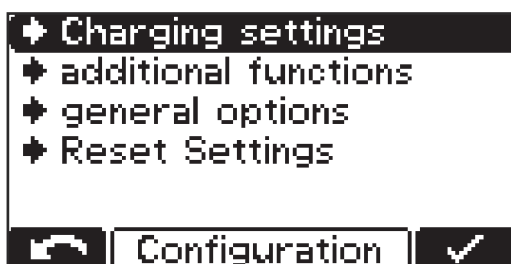 Charging settings
additional functions
general options
Reset Settings
Configuration